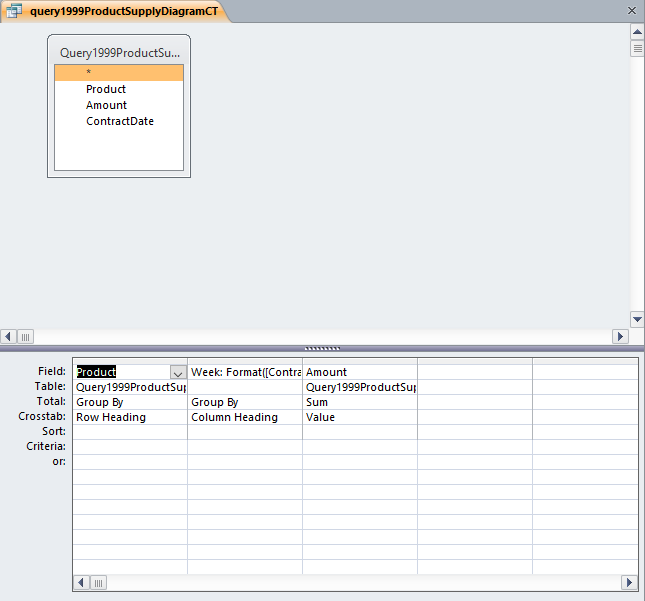 query1999ProductSupplyDiagramCT
Query1999ProductSu...
*
Product
Amount
ContractDate
Field: Product Week: Format([Contra Amount
Table: Query1999ProductSup Query1999ProductSup
Total: Group By Group By Sum
Crosstab: Row Heading Column Heading Value
Sort:
Criteria:
or: